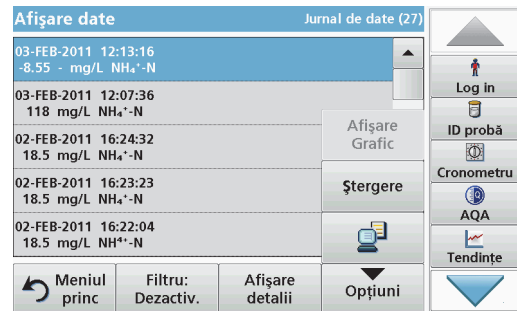 Afișare date
Jurnal de date (27)
03-FEB-2011 12:13:16
-8.55 - mg/L NH₄⁺-N
03-FEB-2011 12:07:36
118 mg/L NH₄⁺-N
02-FEB-2011 16:24:32
18.5 mg/L NH₄⁺-N
02-FEB-2011 16:23:23
18.5 mg/L NH₄⁺-N
02-FEB-2011 16:22:04
18.5 mg/L NH⁴⁺-N
Afișare
Grafic
Ştergere
Meniul
princ
Filtru:
Dezactiv.
Afișare
detalii
Opțiuni
Log in
ID probă
Cronometru
AQA
Tendințe